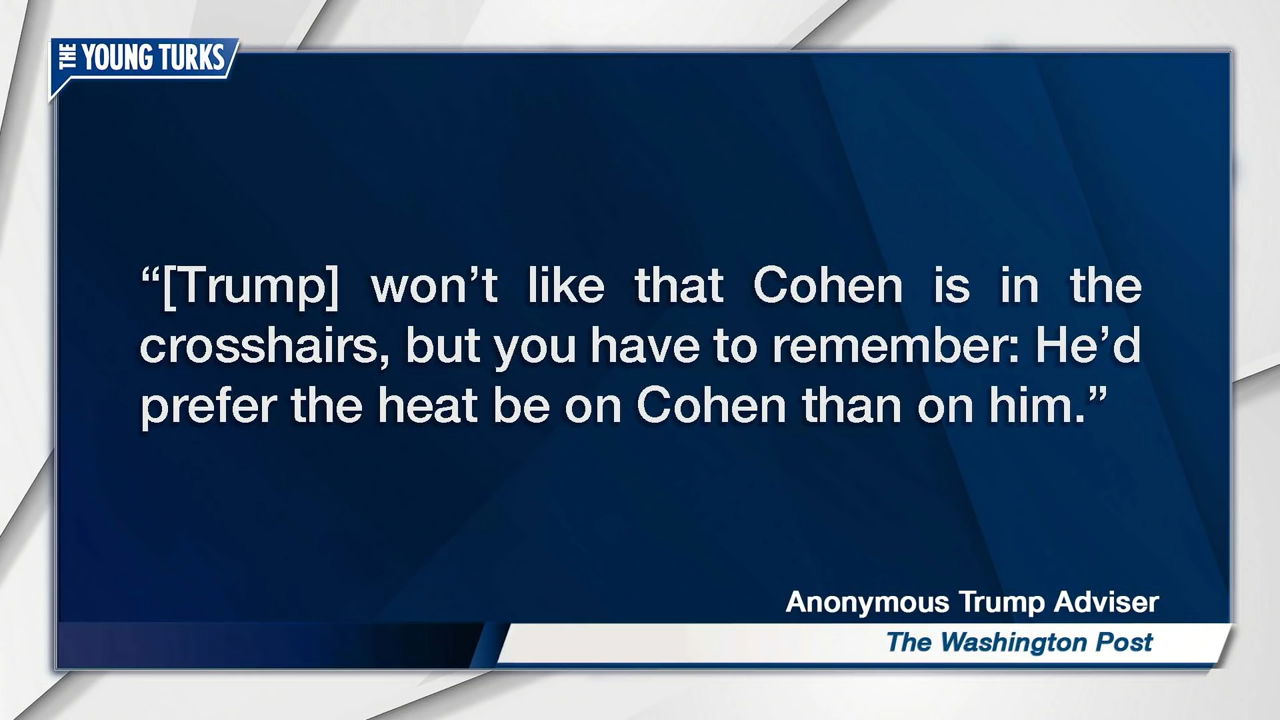 THE YOUNG TURKS
“[Trump] won’t like that Cohen is in the
crosshairs, but you have to remember: He’d
prefer the heat be on Cohen than on him.”
Anonymous Trump Adviser
The Washington Post